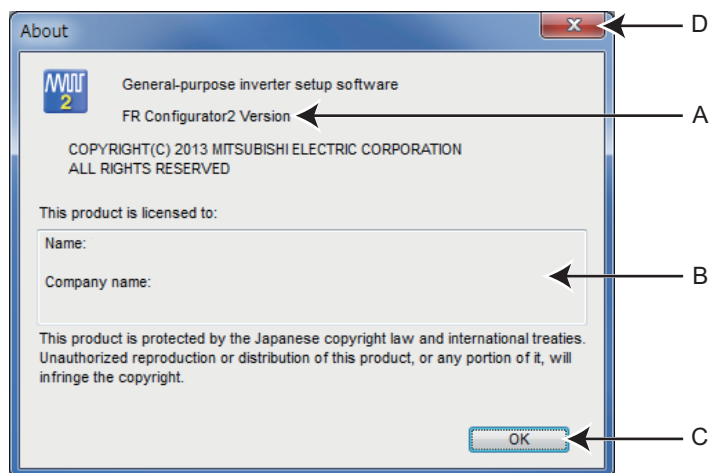 About
D
General-purpose inverter setup software
2
FR Configurator2 Version
A
COPYRIGHT(C) 2013 MITSUBISHI ELECTRIC CORPORATION
ALL RIGHTS RESERVED
This product is licensed to:
Name:
B
Company name:
This product is protected by the Japanese copyright law and international treaties.
Unauthorized reproduction or distribution of this product, or any portion of it, will
infringe the copyright.
OK
C